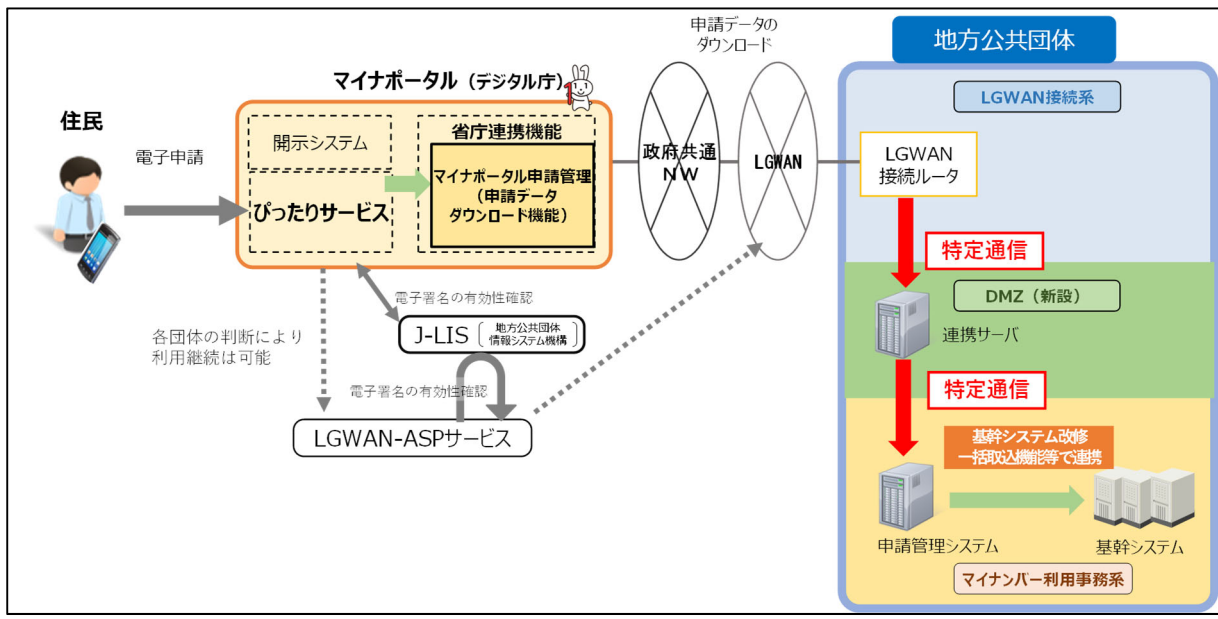 申請データの
ダウンロード
地方公共団体
マイナポータル（デジタル庁）
LGWAN接続系
住民
電子申請
開示システム
ぴったりサービス
省庁連携機能
マイナポータル申請管理
（申請データ
ダウンロード機能）
政府共通
NW
LGWAN
LGWAN
接続ルータ
特定通信
DMZ（新設）
連携サーバ
特定通信
電子署名の有効性確認
J-LIS
地方公共団体
情報システム機構
各団体の判断により
利用継続は可能
電子署名の有効性確認
LGWAN-ASPサービス
基幹システム改修
一括取込機能等で連携
申請管理システム
基幹システム
マイナンバー利用事務系